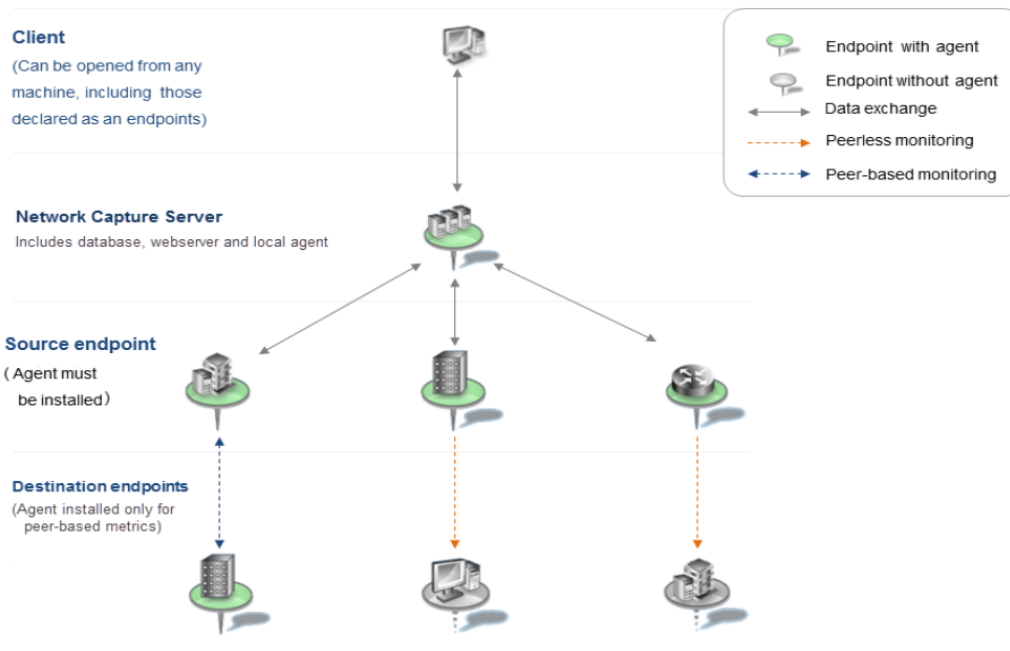 Client
(Can be opened from any
machine, including those
declared as an endpoints)
Endpoint with agent
Endpoint without agent
Data exchange
Peerless monitoring
Peer-based monitoring
Network Capture Server
Includes database, webserver and local agent
Source endpoint
( Agent must
be installed)
Destination endpoints
(Agent installed only for
peer-based metrics)